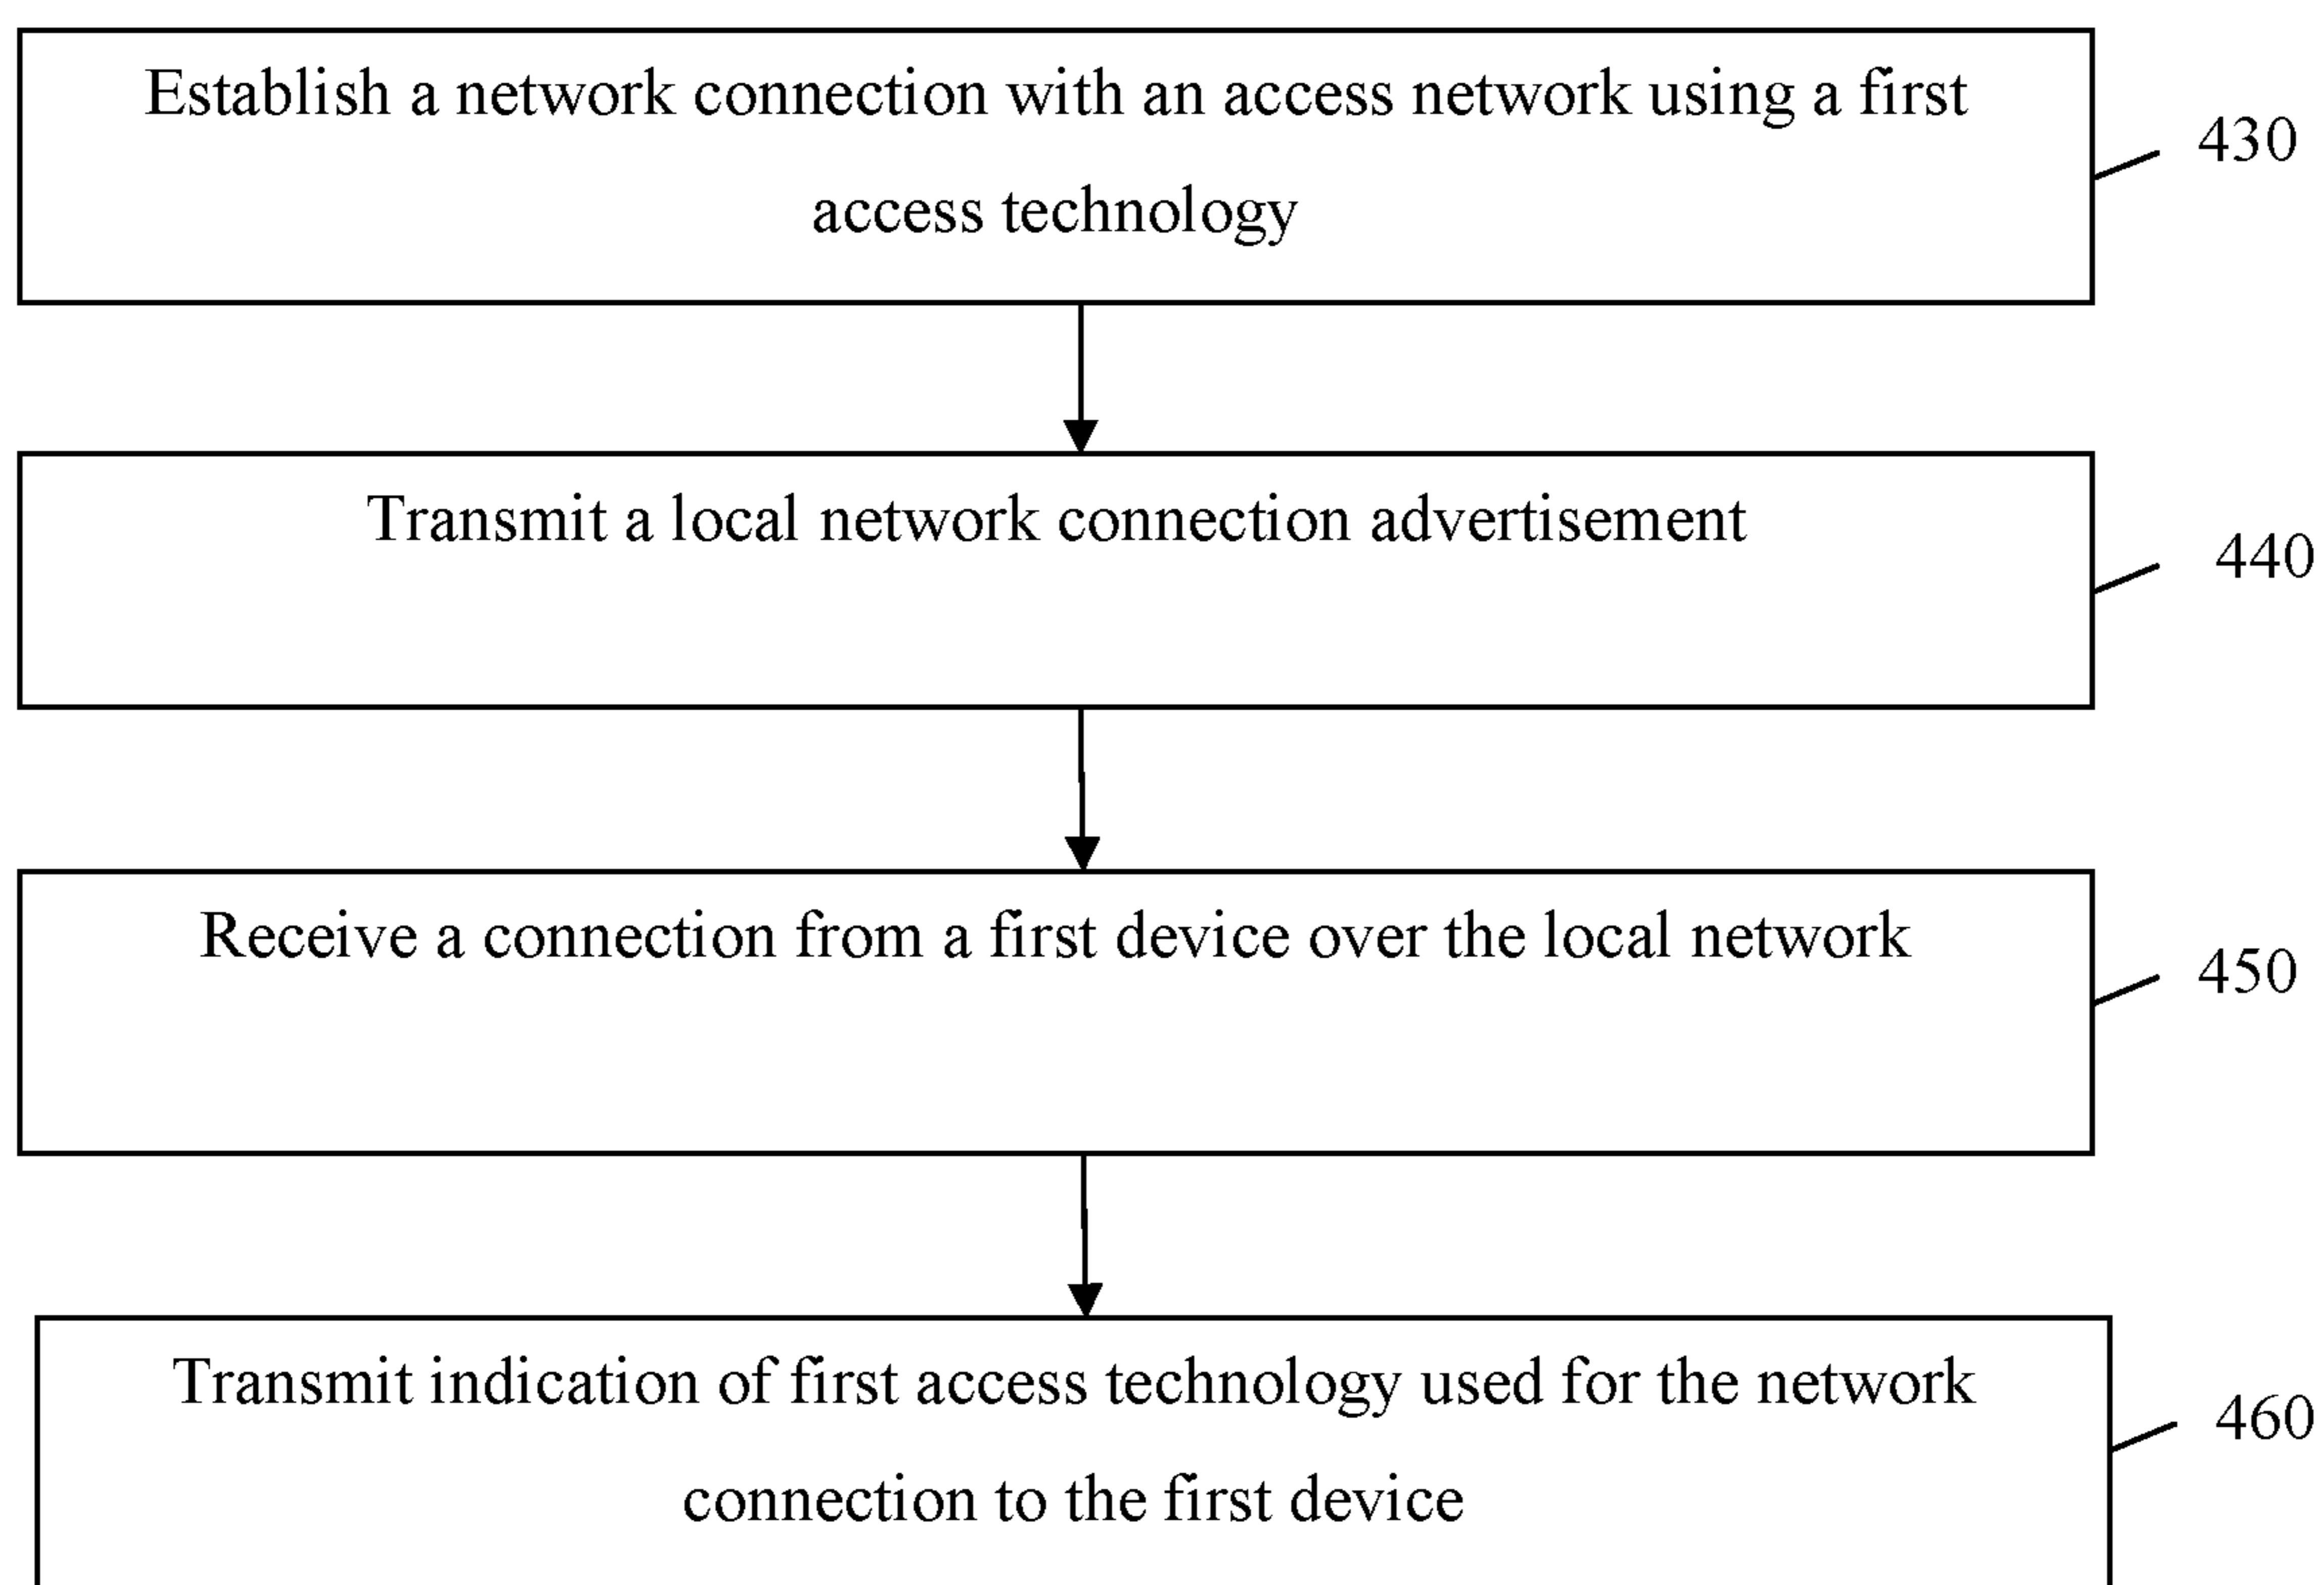 Establish a network connection with an access network using a first
access technology
430
Transmit a local network connection advertisement
440
Receive a connection from a first device over the local network
450
Transmit indication of first access technology used for the network
connection to the first device
460